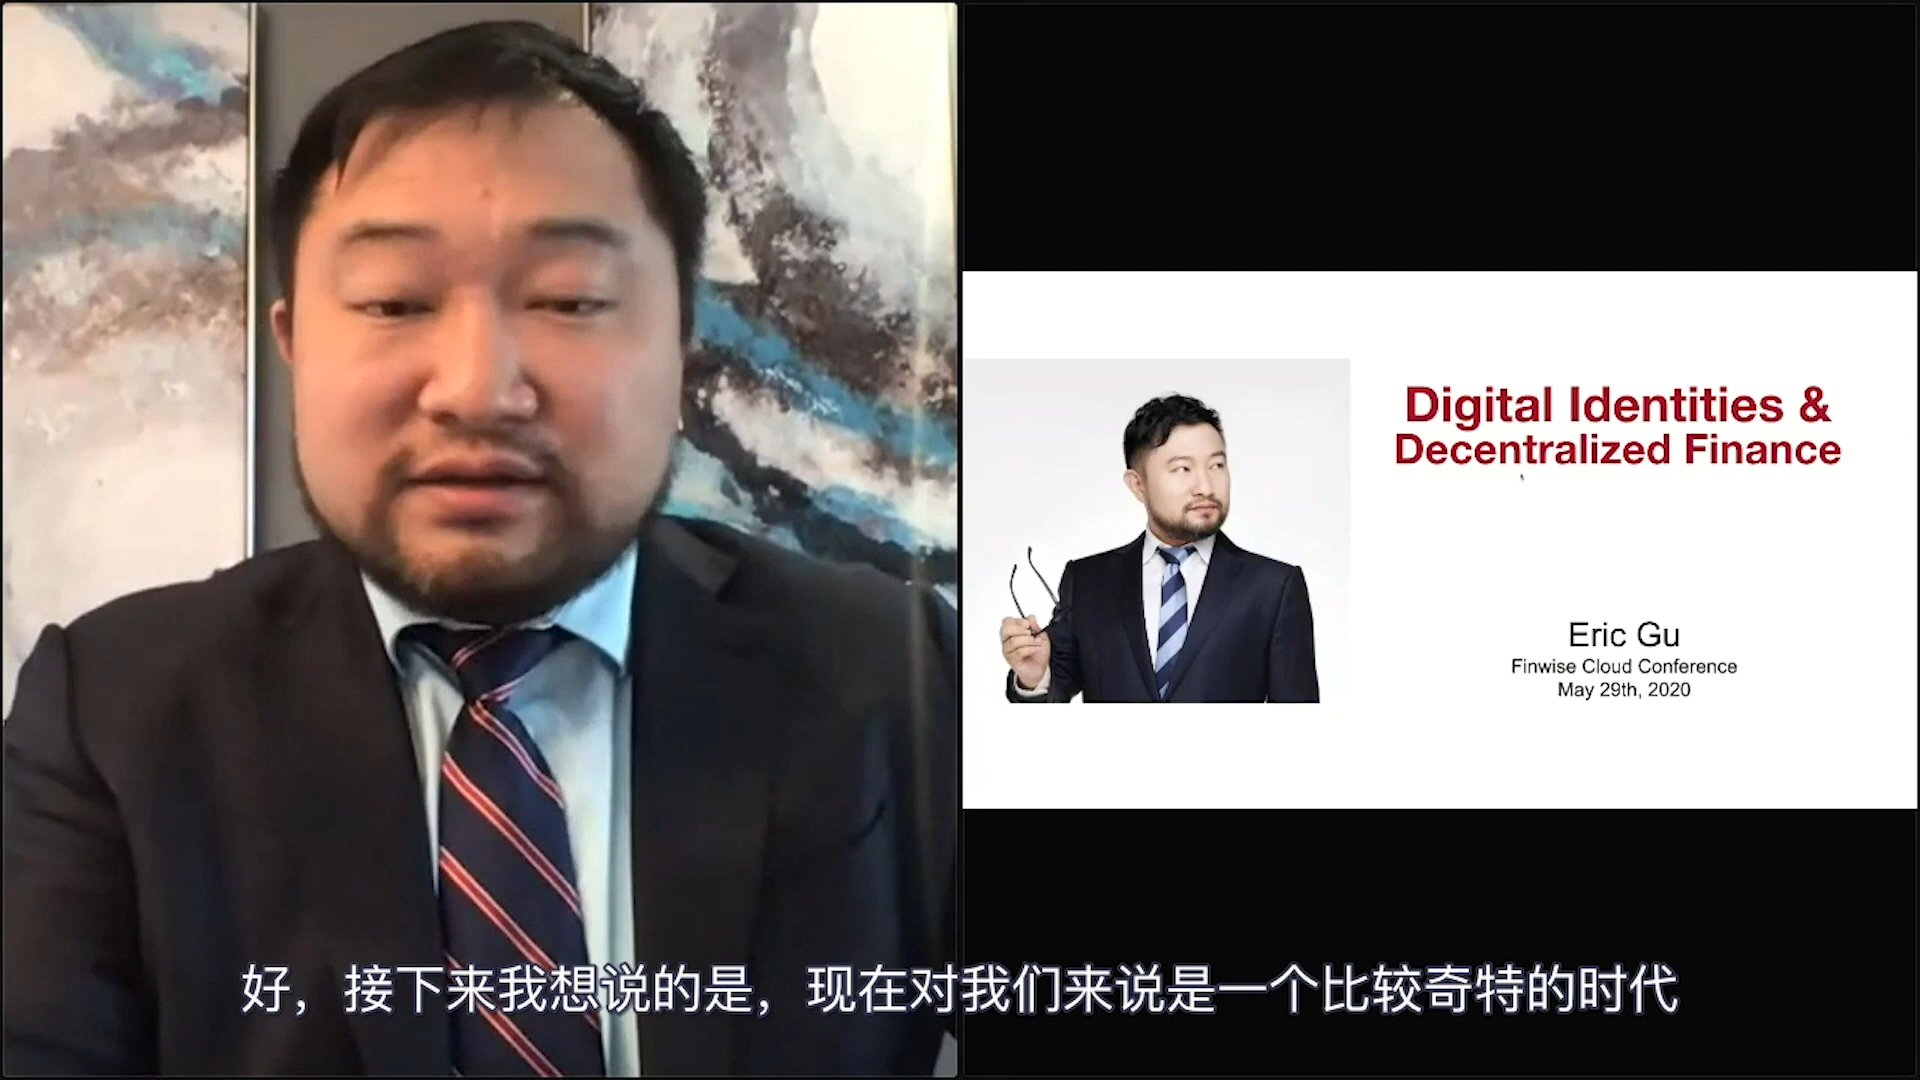 Digital Identities &
Decentralized Finance
Eric Gu
Finwise Cloud Conference
May 29th, 2020
好，接下来我想说的是，现在对我们来说是一个比较奇特的时代